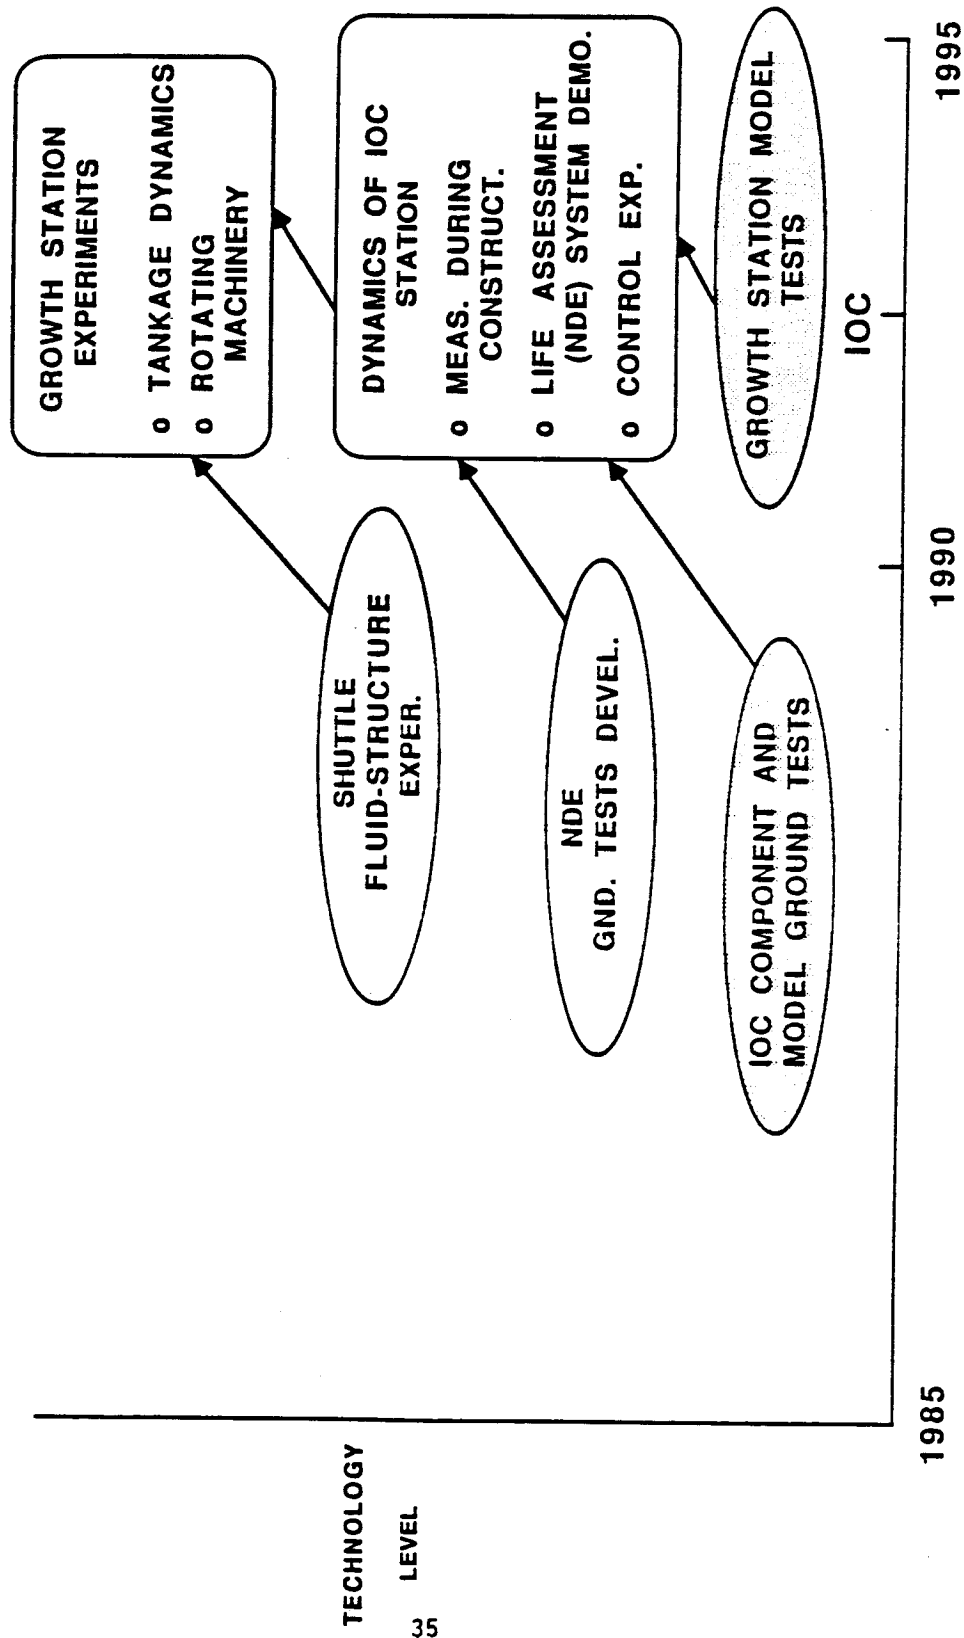 TECHNOLOGY
LEVEL
GROWTH STATION
EXPERIMENTS
o TANKAGE DYNAMICS
o ROTATING
MACHINERY
SHUTTLE
FLUID-STRUCTURE
EXPER.
DYNAMICS OF IOC
STATION
o MEAS. DURING
CONSTRUCT.
o LIFE ASSESSMENT
(NDE) SYSTEM DEMO.
o CONTROL EXP.
NDE
GND. TESTS DEVEL.
IOC COMPONENT AND
MODEL GROUND TESTS
GROWTH STATION MODEL
TESTS
IOC
1985
1990
1995
35